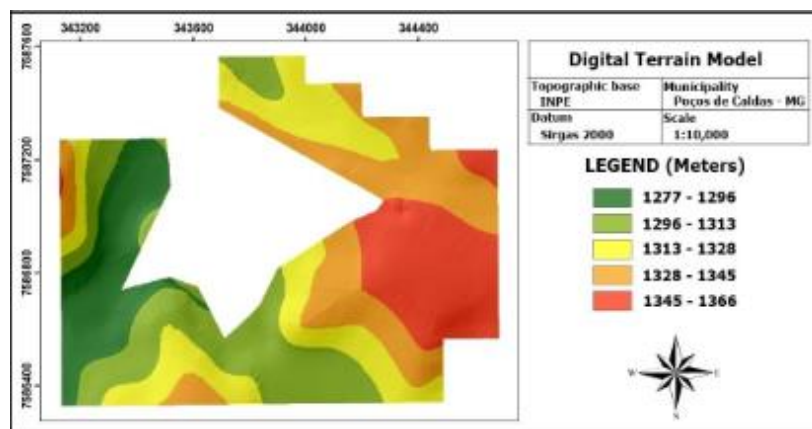 343200 343600 344000 344400
7587600
7587200
7586800
7586400
Digital Terrain Model
Topographic base Municipality
INPE Poços de Caldas - MG
Datum Scale
Sirgas 2000 1:10,000
LEGEND (Meters)
1277 - 1296
1296 - 1313
1313 - 1328
1328 - 1345
1345 - 1366
N
W E
S